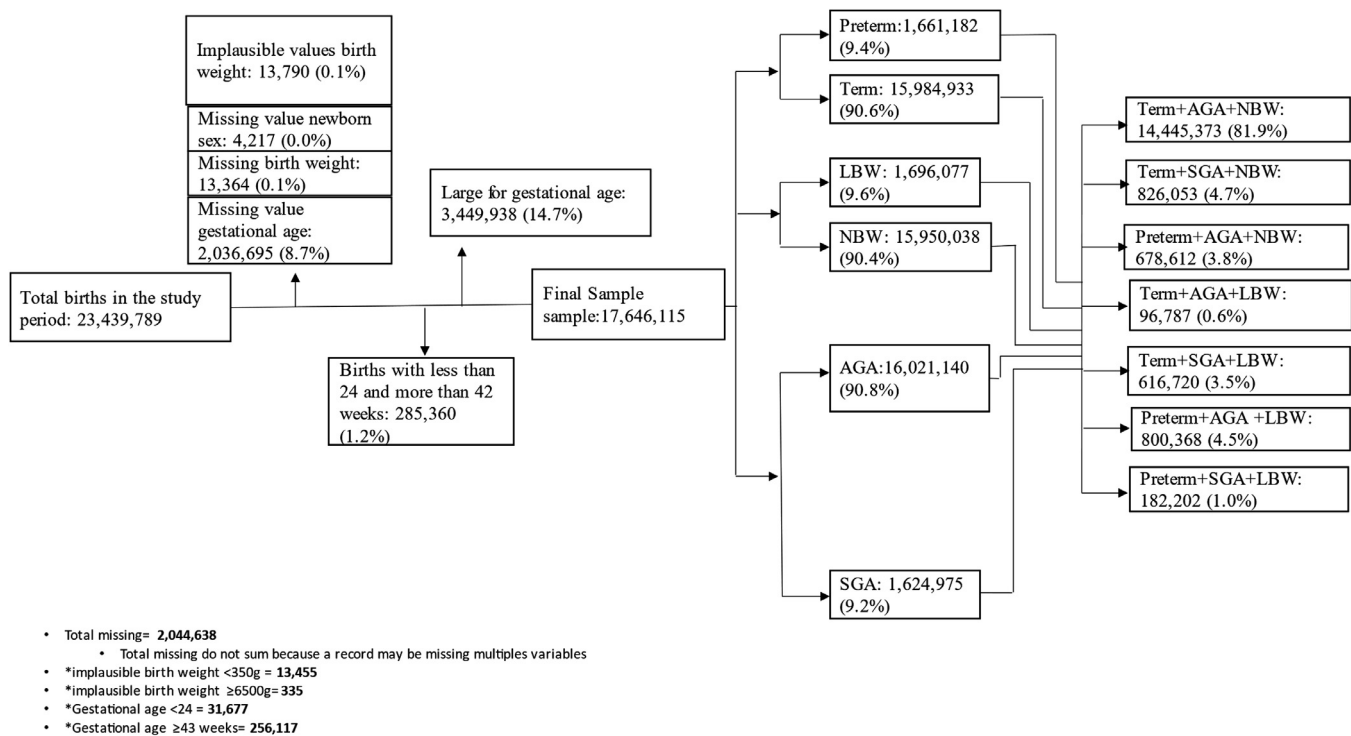 Implausible values birth
weight: 13,790 (0.1%)
Missing value newborn
sex: 4,217 (0.0%)
Missing birth weight:
13,364 (0.1%)
Missing value
gestational age:
2,036,695 (8.7%)
Large for gestational age:
3,449,938 (14.7%)
Total births in the study
period: 23,439,789
Births with less than
24 and more than 42
weeks: 285,360
(1.2%)
Final Sample
sample:17,646,115
Preterm:1,661,182
(9.4%)
Term: 15,984,933
(90.6%)
LBW: 1,696,077
(9.6%)
NBW: 15,950,038
(90.4%)
AGA:16,021,140
(90.8%)
SGA: 1,624,975
(9.2%)
Term+AGA+NBW:
14,445,373 (81.9%)
Term+SGA+NBW:
826,053 (4.7%)
Preterm+AGA+NBW:
678,612 (3.8%)
Term+AGA+LBW:
96,787 (0.6%)
Term+SGA+LBW:
616,720 (3.5%)
Preterm+AGA +LBW:
800,368 (4.5%)
Preterm+SGA+LBW:
182,202 (1.0%)
• Total missing= 2,044,638
• Total missing do not sum because a record may be missing multiples variables
• *implausible birth weight <350g = 13,455
• *implausible birth weight ≥6500g= 335
• *Gestational age <24 = 31,677
• *Gestational age ≥43 weeks= 256,117